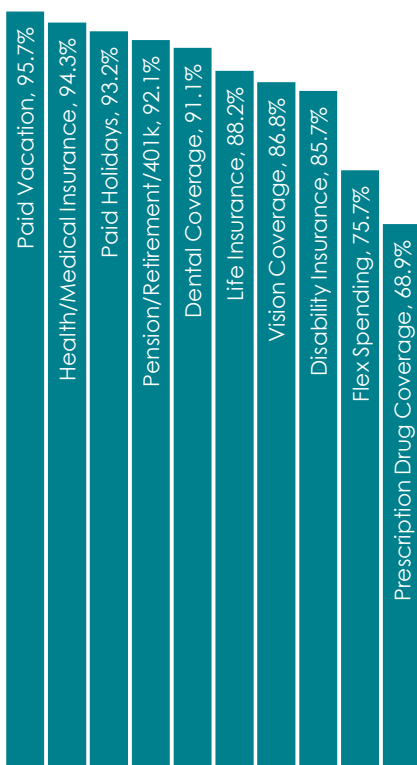 Paid Vacation, 95.7%
Health/Medical Insurance, 94.3%
Paid Holidays, 93.2%
Pension/Retirement/401k, 92.1%
Dental Coverage, 91.1%
Life Insurance, 88.2%
Vision Coverage, 86.8%
Disability Insurance, 85.7%
Flex Spending, 75.7%
Prescription Drug Coverage, 68.9%